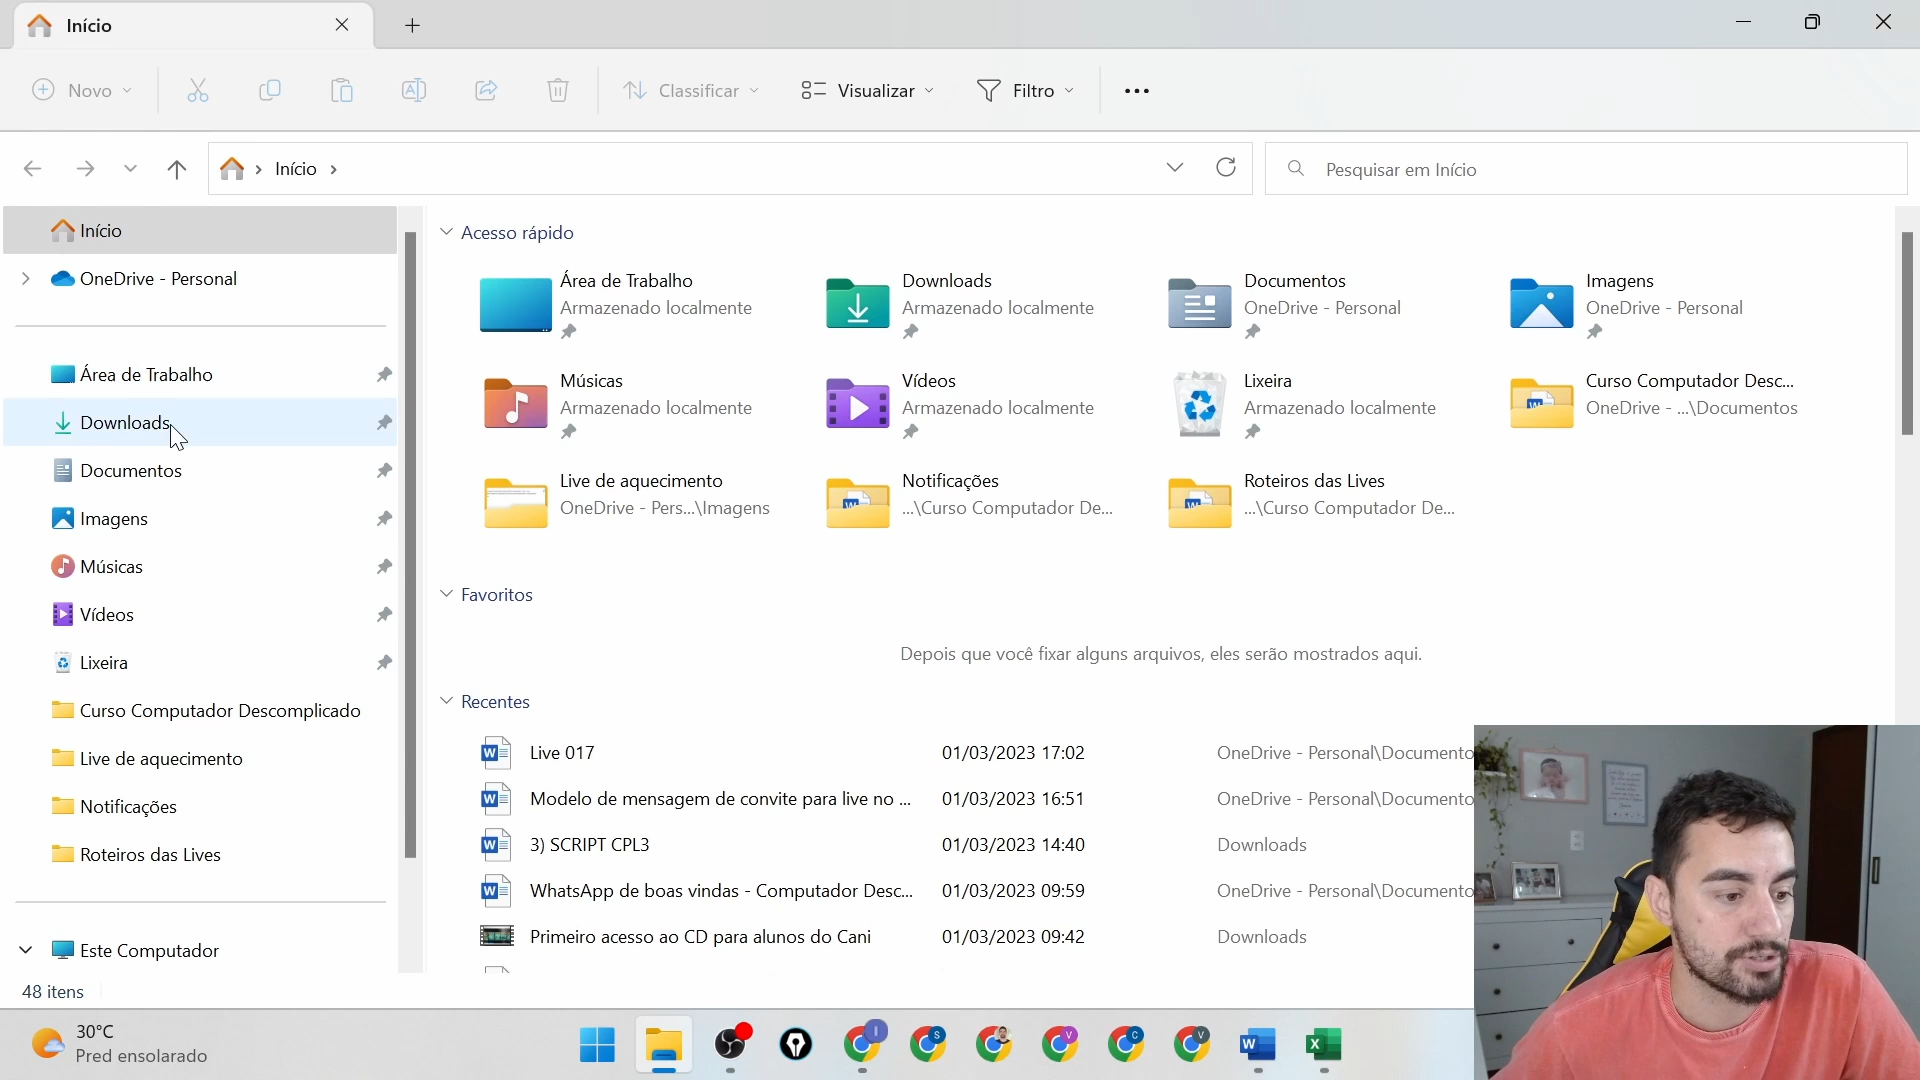 Início
Novo
Classificar
Visualizar
Filtro
Início
Pesquisar em Início
Início
OneDrive - Personal
Área de Trabalho
Downloads
Documentos
Imagens
Músicas
Vídeos
Lixeira
Curso Computador Descomplicado
Live de aquecimento
Notificações
Roteiros das Lives
Este Computador
48 itens
Acesso rápido
Área de Trabalho
Armazenado localmente
Downloads
Armazenado localmente
Documentos
OneDrive - Personal
Imagens
OneDrive - Personal
Músicas
Armazenado localmente
Vídeos
Armazenado localmente
Lixeira
Armazenado localmente
Curso Computador Desc...
OneDrive - ...\Documentos
Live de aquecimento
OneDrive - Pers...\Imagens
Notificações
...\Curso Computador De...
Roteiros das Lives
...\Curso Computador De...
Favoritos
Depois que você fixar alguns arquivos, eles serão mostrados aqui.
Recentes
Live 017 01/03/2023 17:02 OneDrive - Personal\Documento
Modelo de mensagem de convite para live no ... 01/03/2023 16:51 OneDrive - Personal\Documento
3) SCRIPT CPL3 01/03/2023 14:40 Downloads
WhatsApp de boas vindas - Computador Desc... 01/03/2023 09:59 OneDrive - Personal\Documento
Primeiro acesso ao CD para alunos do Cani 01/03/2023 09:42 Downloads
30°C
Pred ensolarado